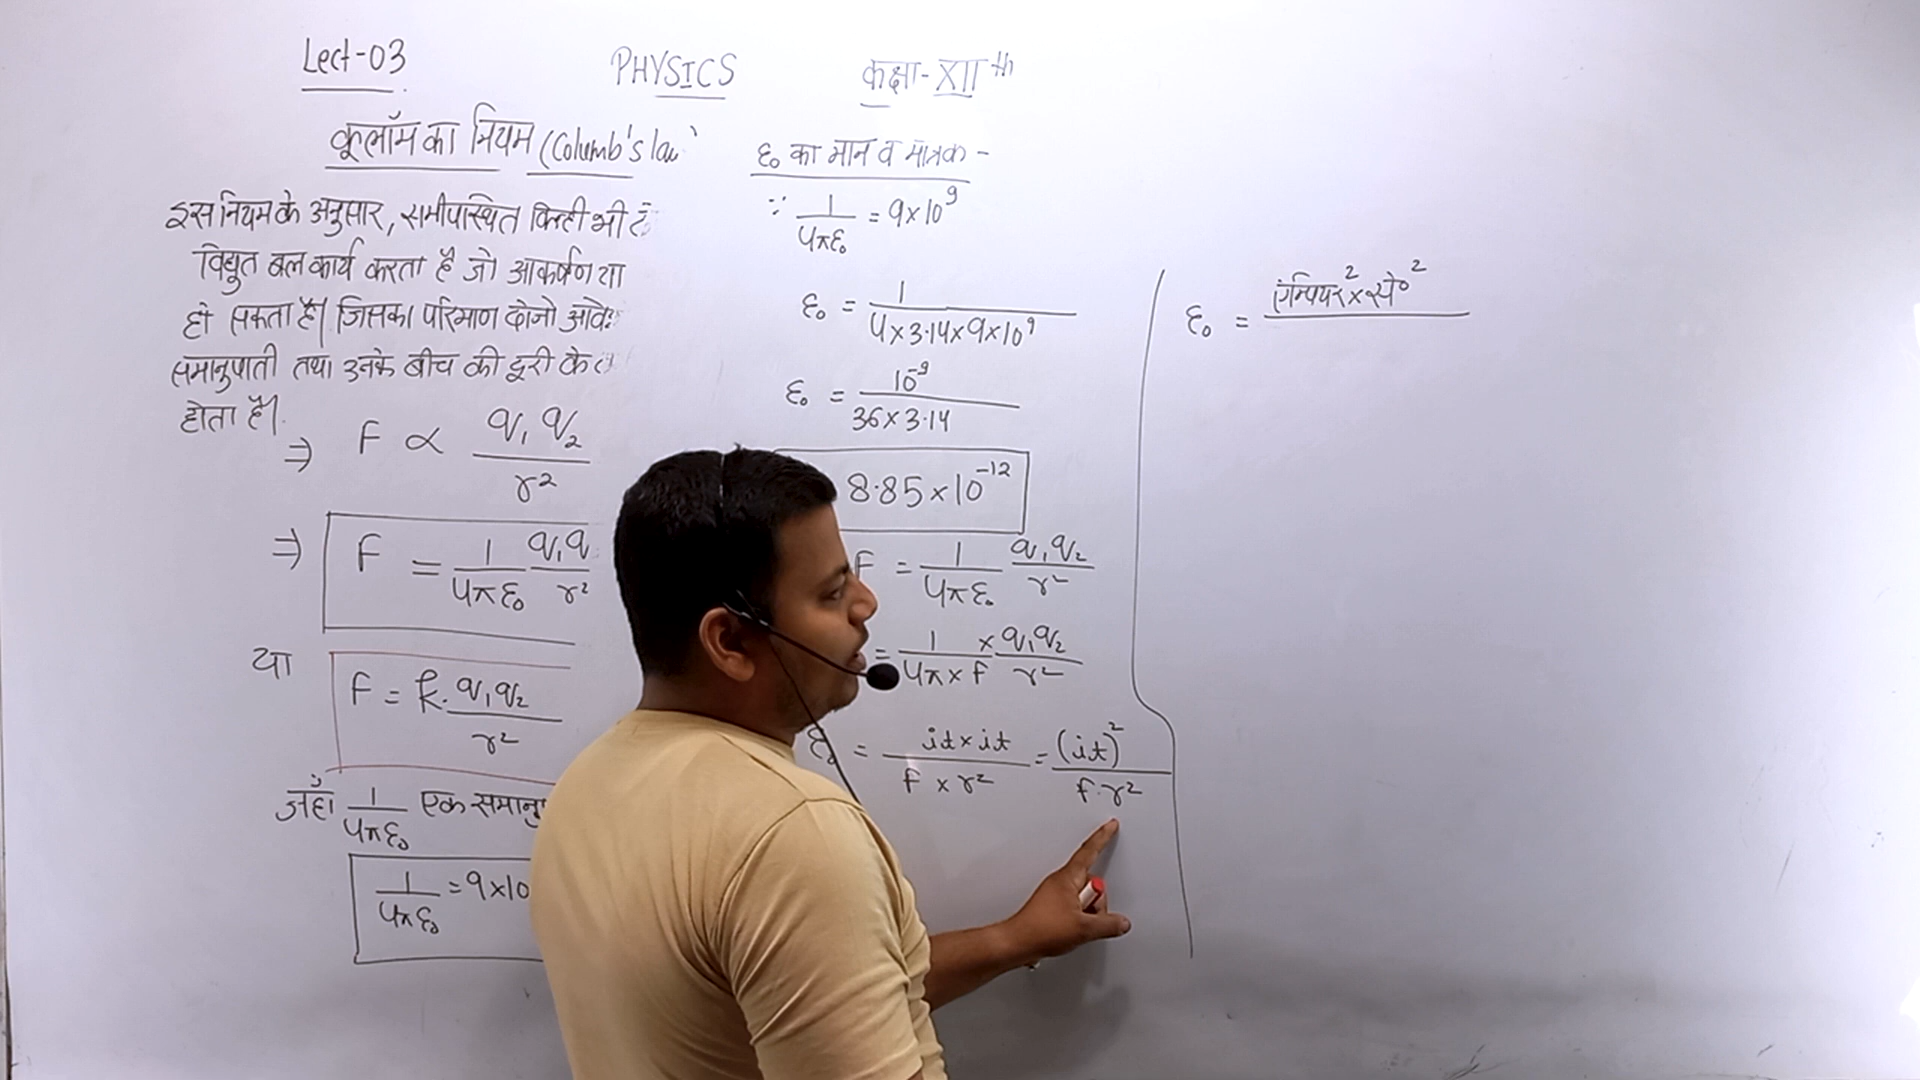 Lect-03
PHYSICS
कक्षा-XII th
कूलॉम का नियम (Columb's la
इस नियम के अनुसार, समीपस्थित किन्ही भी
विद्युत बल कार्य करता है जो आकर्षण या
हो सकता है। जिसका परिमाण दोनो
समानुपाती तथा उनके बीच की दूरी के
होता है।
⇒ F ∝ q₁q₂/r²
⇒ F = 1/4πε₀ q₁q/r²
या F = k. q₁q₂/r²
जहाँ 1/4πε₀ एक
1/4πε₀ = 9×10
ε₀ का मान व मात्रक -
∵ 1/4πε₀ = 9×10⁹
ε₀ = 1/4×3.14×9×10⁹
ε₀ = 10⁻⁹/36×3.14
8.85×10⁻¹²
F = 1/4πε₀ q₁q₂/r²
= 1/4π×F × q₁q₂/r²
ε₀ = it×it/F×r² = (it)²/F.r²
ε₀ = एम्पियर²×से०²